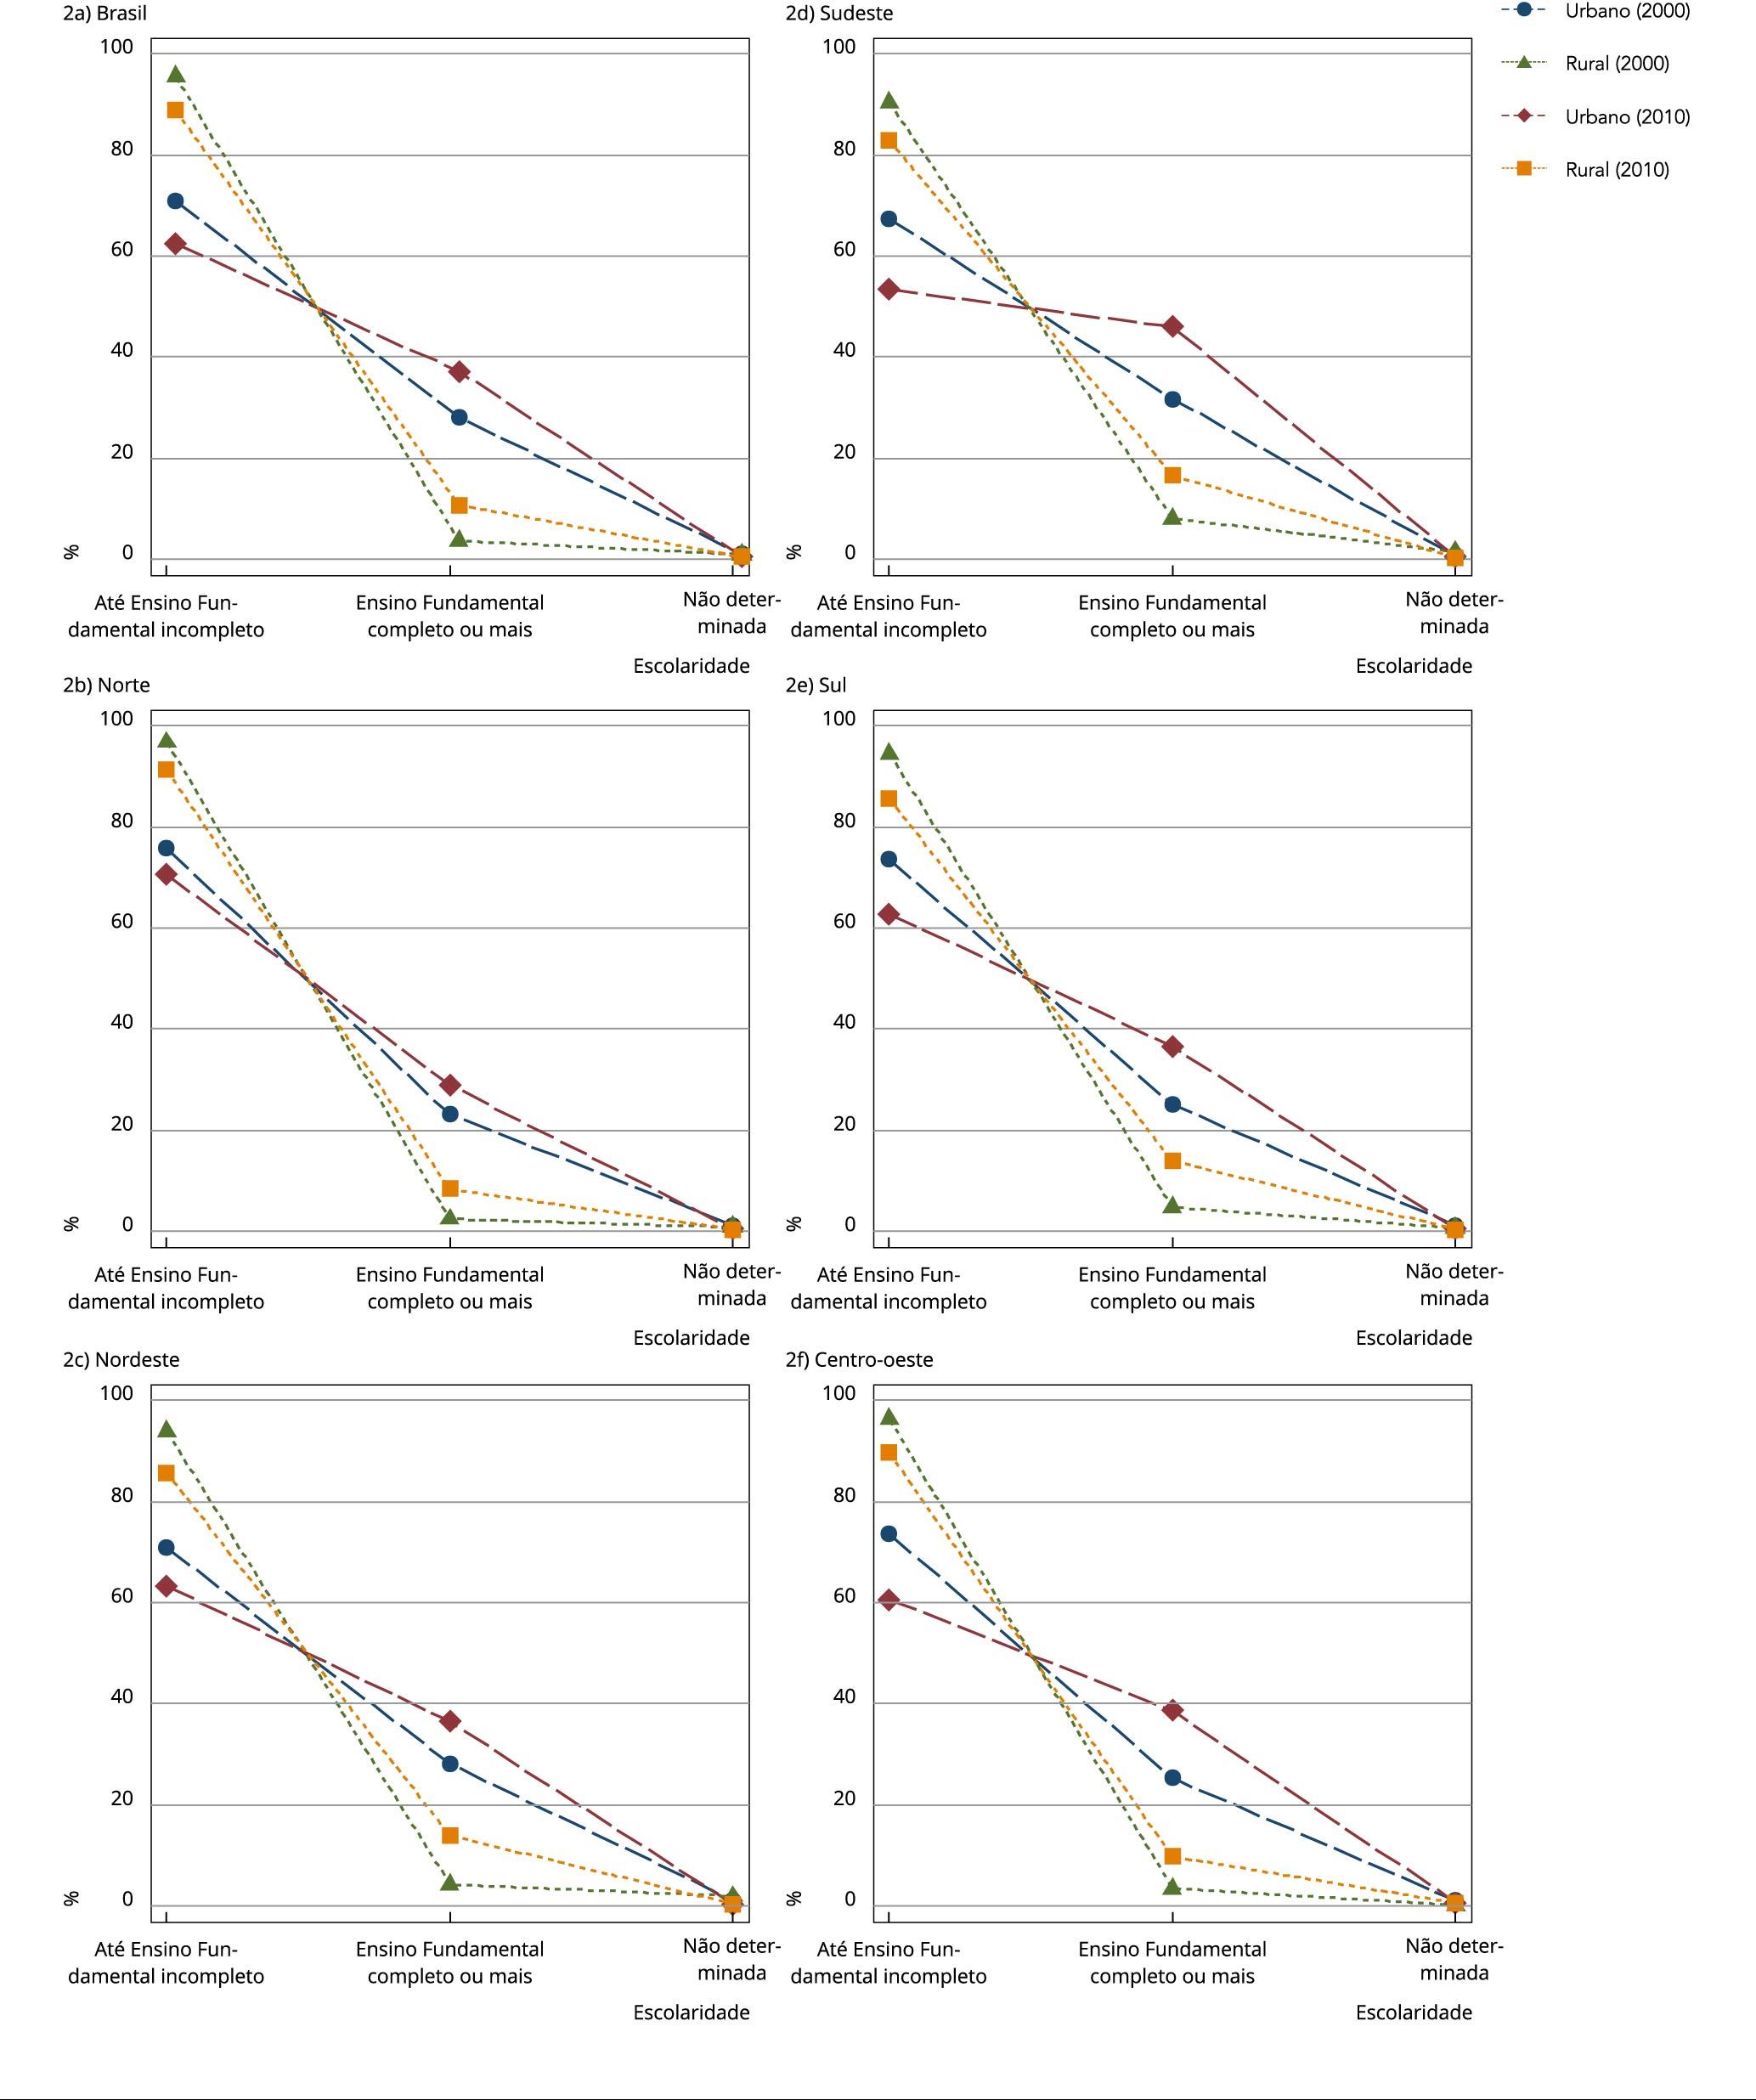 2a) Brasil
100
80
60
40
20
0
%
Até Ensino Fun-
damental incompleto
Ensino Fundamental
completo ou mais
Não deter-
minada
Escolaridade
2d) Sudeste
100
80
60
40
20
0
%
Até Ensino Fun-
damental incompleto
Ensino Fundamental
completo ou mais
Não deter-
minada
Escolaridade
Urbano (2000)
Rural (2000)
Urbano (2010)
Rural (2010)
2b) Norte
100
80
60
40
20
0
%
Até Ensino Fun-
damental incompleto
Ensino Fundamental
completo ou mais
Não deter-
minada
Escolaridade
2e) Sul
100
80
60
40
20
0
%
Até Ensino Fun-
damental incompleto
Ensino Fundamental
completo ou mais
Não deter-
minada
Escolaridade
2c) Nordeste
100
80
60
40
20
0
%
Até Ensino Fun-
damental incompleto
Ensino Fundamental
completo ou mais
Não deter-
minada
Escolaridade
2f) Centro-oeste
100
80
60
40
20
0
%
Até Ensino Fun-
damental incompleto
Ensino Fundamental
completo ou mais
Não deter-
minada
Escolaridade